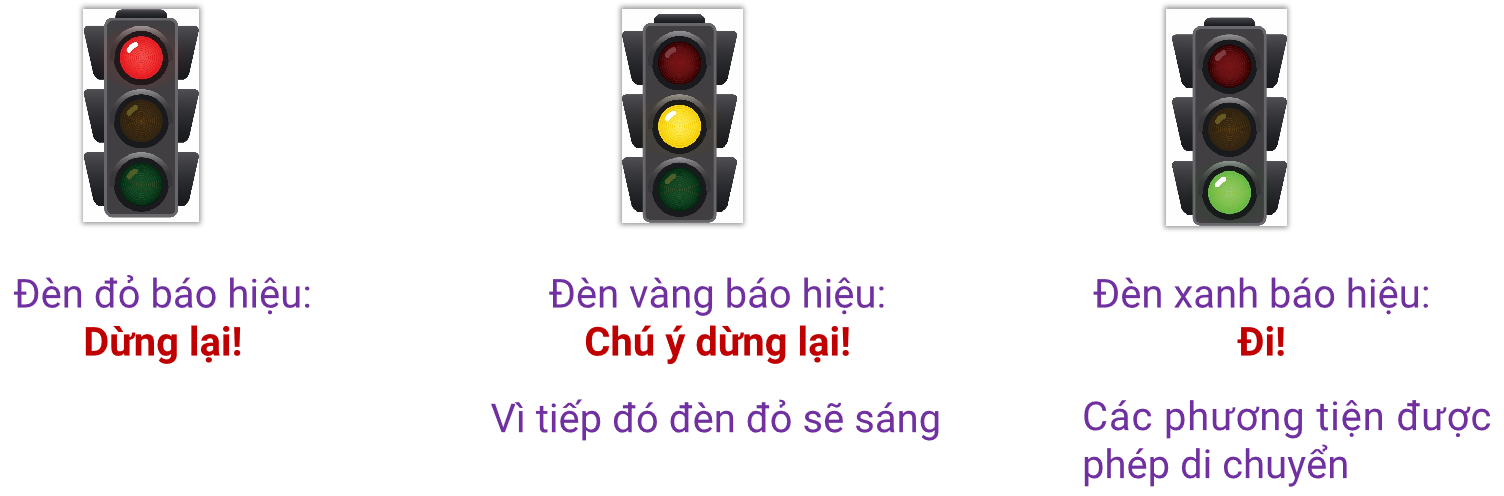 Đèn đỏ báo hiệu:
Dừng lại!
Đèn vàng báo hiệu:
Chú ý dừng lại!
Vì tiếp đó đèn đỏ sẽ sáng
Đèn xanh báo hiệu:
Đi!
Các phương tiện được
phép di chuyển